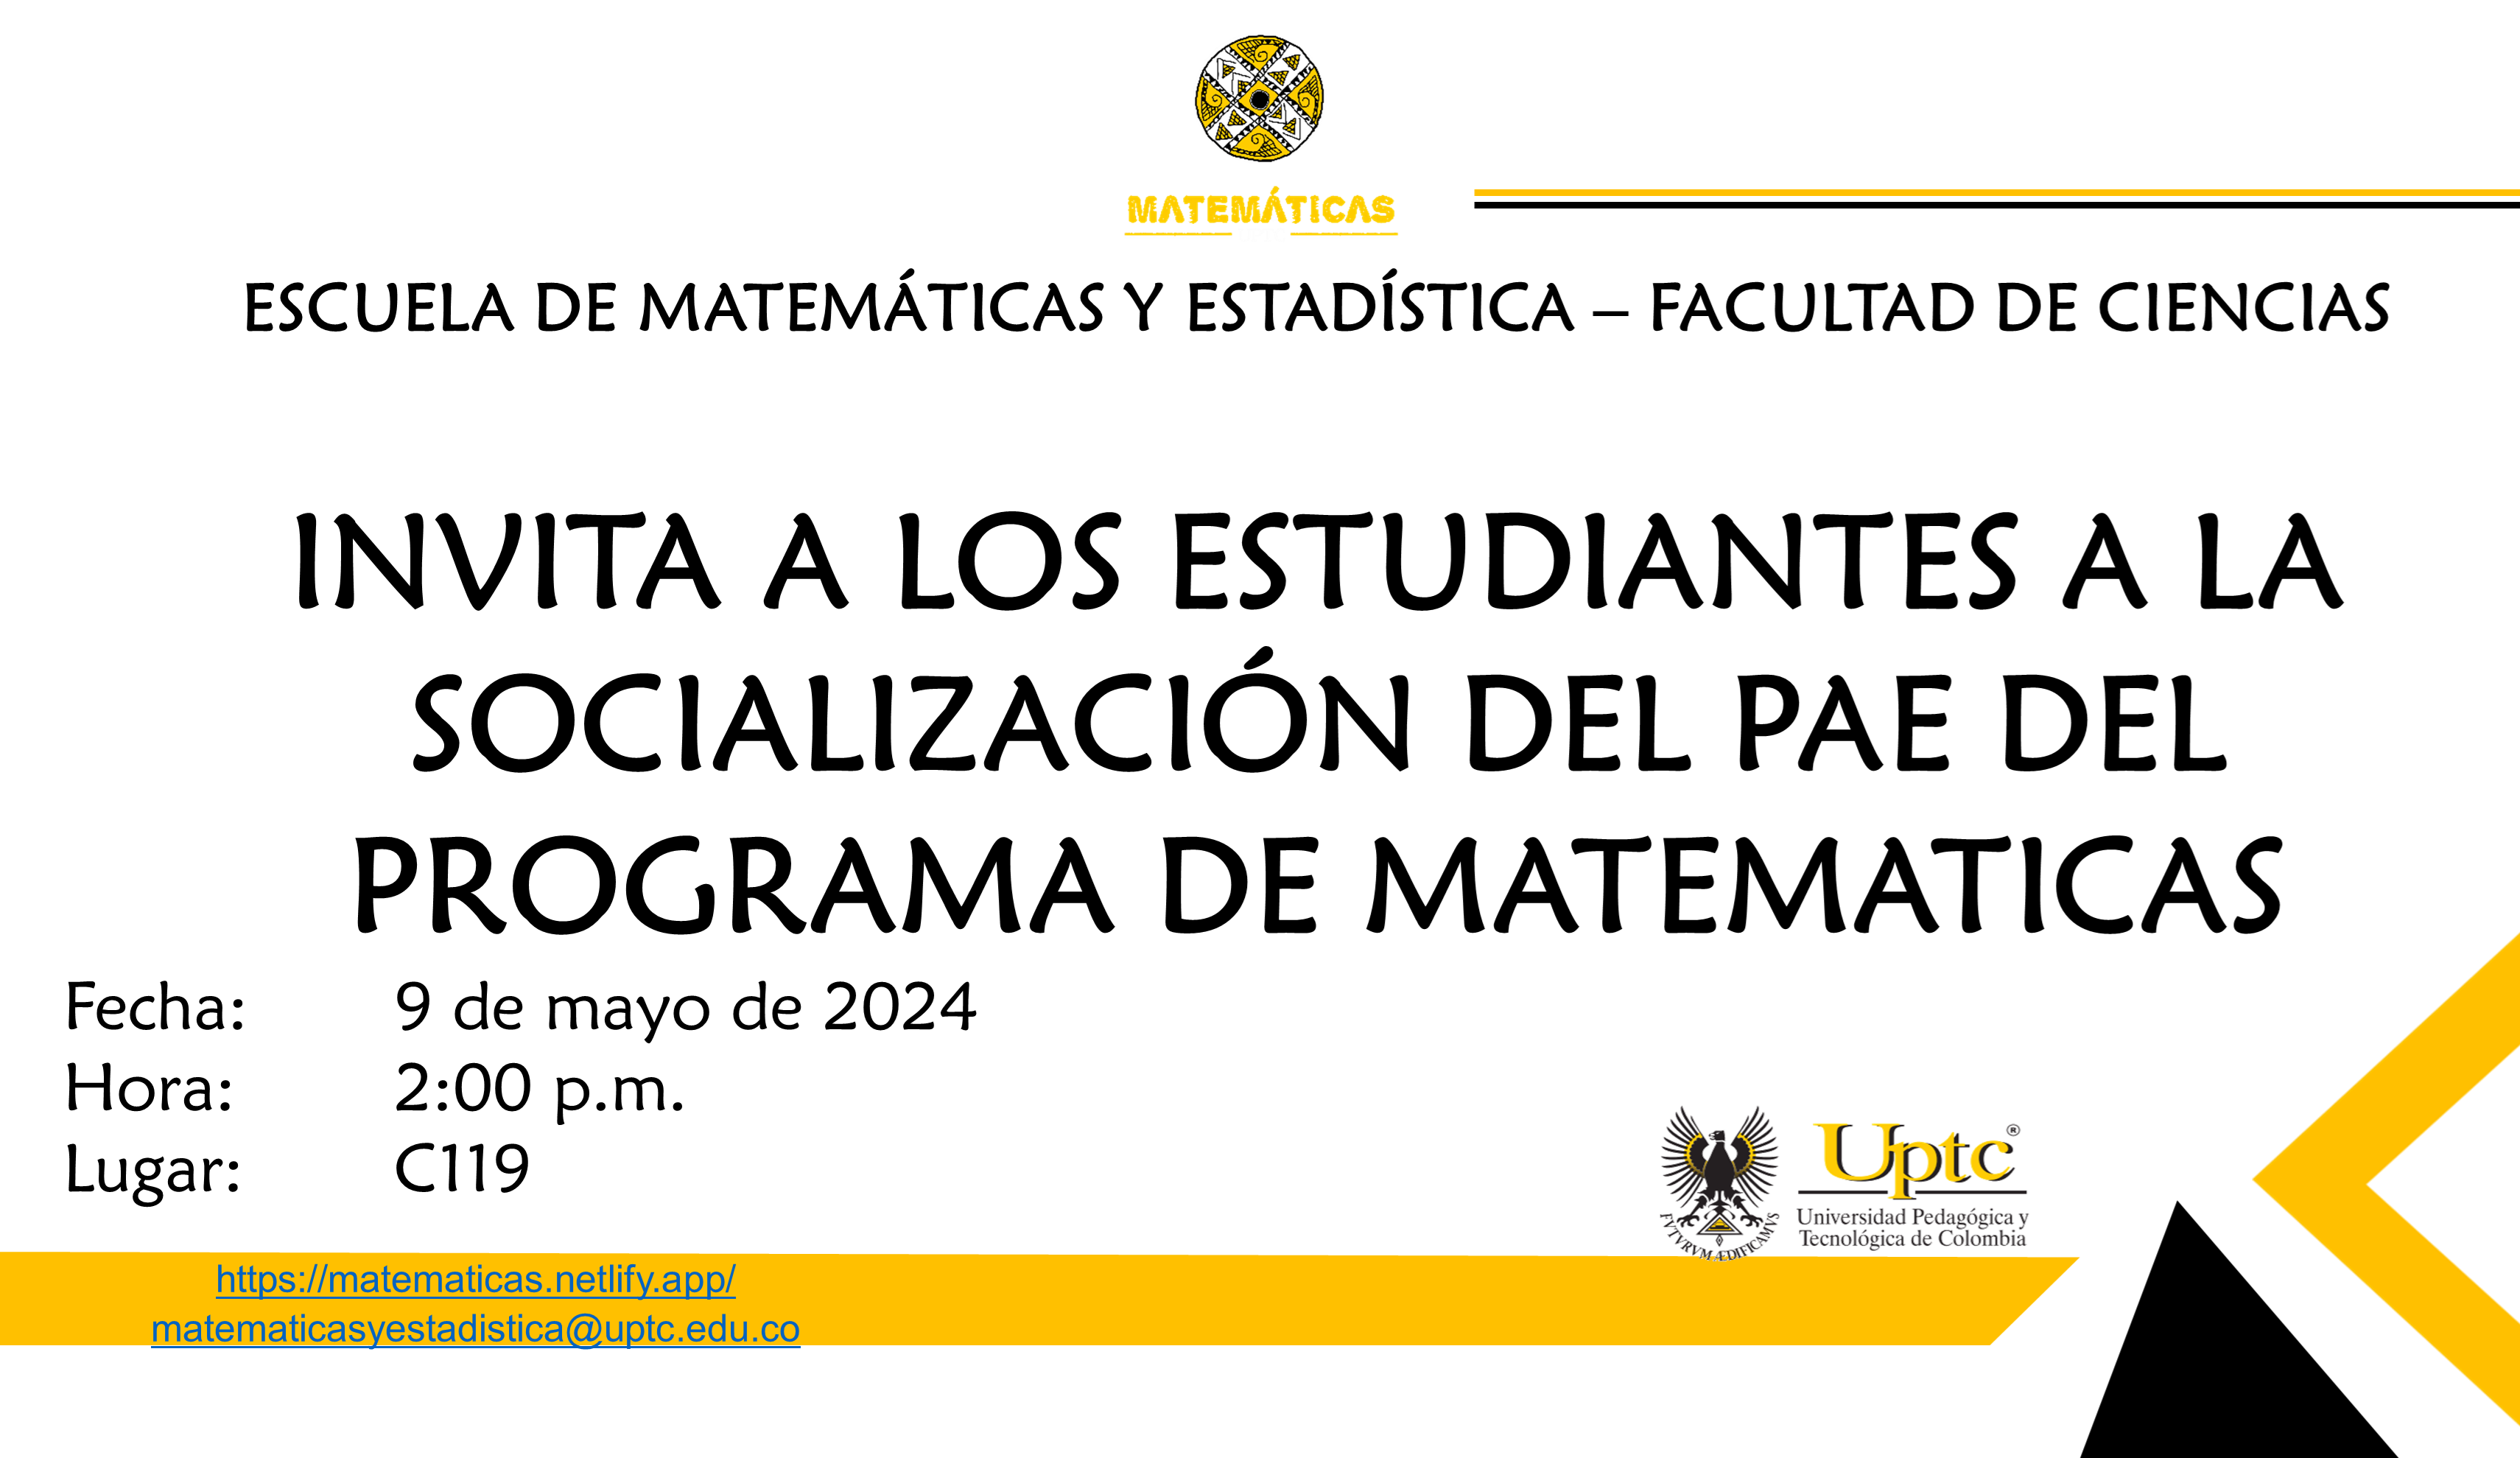 MATEMÁTICAS
ESCUELA DE MATEMÁTICAS Y ESTADÍSTICA – FACULTAD DE CIENCIAS
INVITA A LOS ESTUDIANTES A LA
SOCIALIZACIÓN DEL PAE DEL
PROGRAMA DE MATEMATICAS
Fecha: 9 de mayo de 2024
Hora: 2:00 p.m.
Lugar: C119
Uptc®
Universidad Pedagógica y
Tecnológica de Colombia
FVTVRVM ÆDIFICAMVS
https://matematicas.netlify.app/
matematicasyestadistica@uptc.edu.co